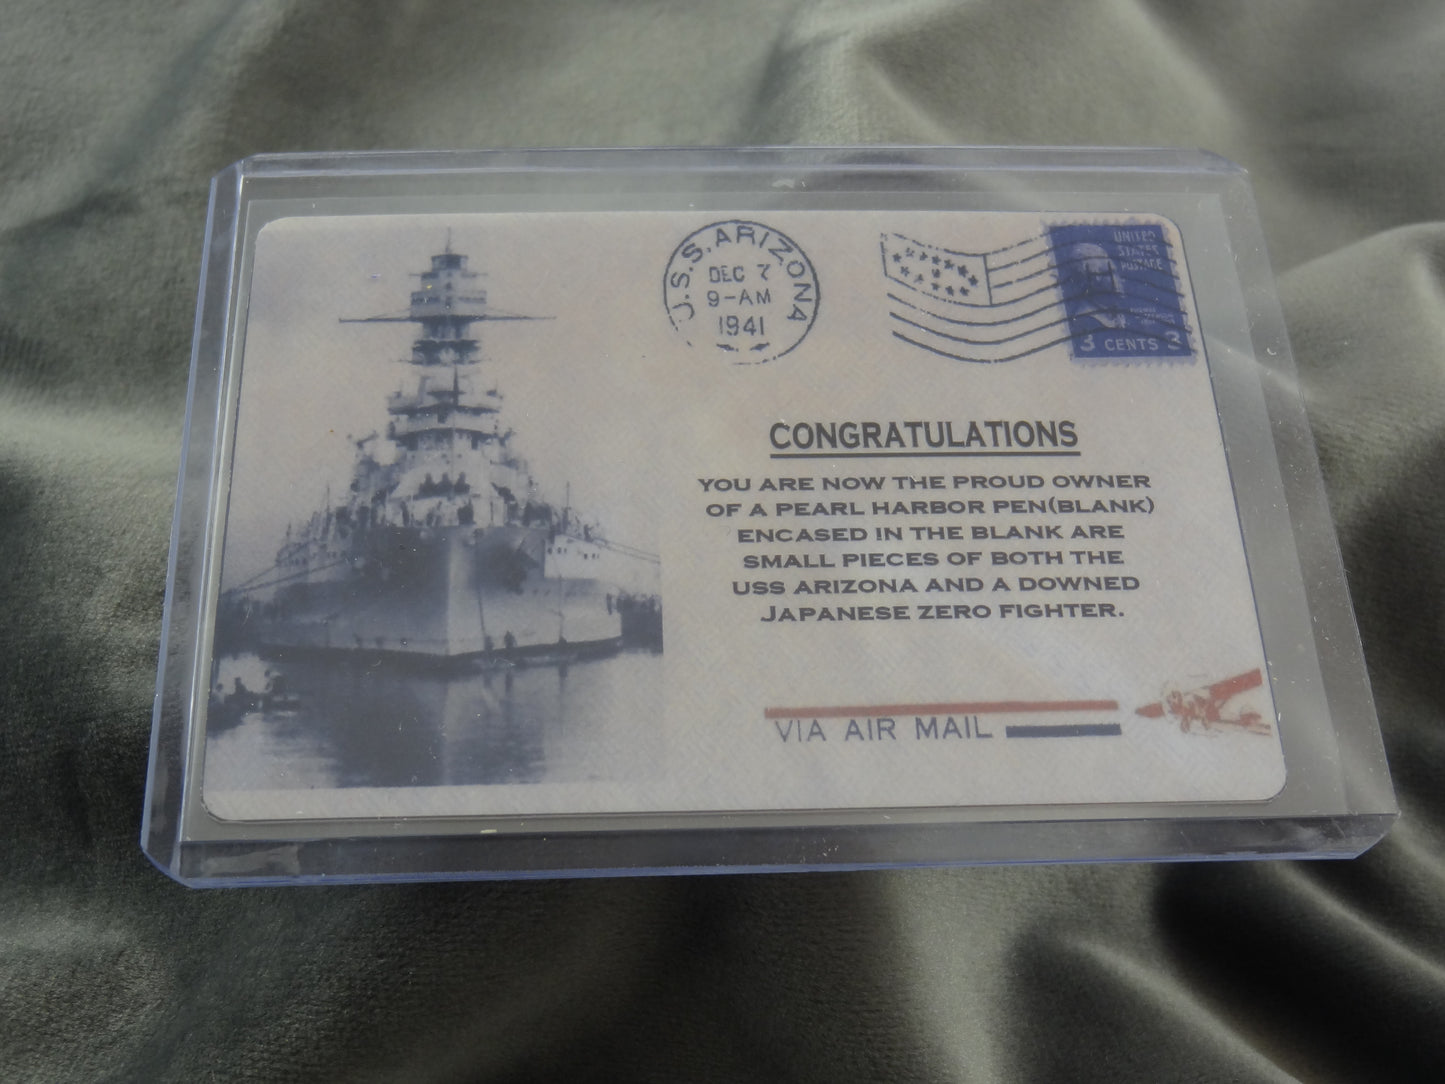 U.S.S. ARIZONA
DEC 7
9-AM
1941
UNITED
STATES
POSTAGE
3 CENTS 3
CONGRATULATIONS
YOU ARE NOW THE PROUD OWNER
OF A PEARL HARBOR PEN(BLANK)
ENCASED IN THE BLANK ARE
SMALL PIECES OF BOTH THE
USS ARIZONA AND A DOWNED
JAPANESE ZERO FIGHTER.
VIA AIR MAIL